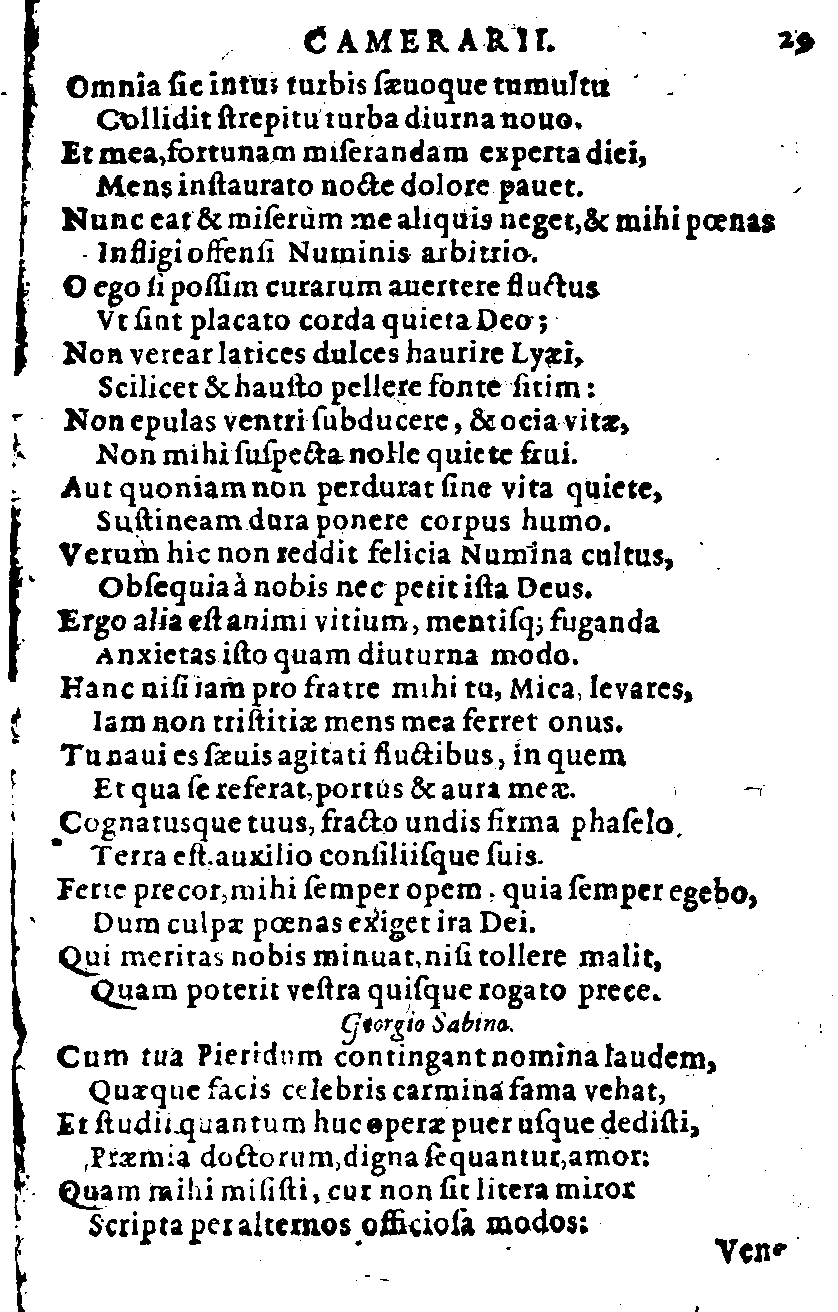 CAMERARII. 29
Omnia ſic intus turbis ſæuoque tumultu
Collidit ſtrepitu turba diurna nouo.
Et mea, fortunam miſerandam experta diei,
Mens inſtaurato nocte dolore pauet.
Nunc eat & miſerùm me aliquis neget, & mihi pœnas
Infligi offenſi Numinis arbitrio.
O ego ſi poſſim curarum auertere fluctus
Vt ſint placato corda quieta Deo;
Non verear latices dulces haurire Lyæi,
Scilicet & hauſto pellere fonte ſitim:
Non epulas ventri ſubducere, & ocia vitæ,
Non mihi ſuſpecta nolle quiete frui.
Aut quoniam non perdurat ſine vita quiete,
Suſtineam dura ponere corpus humo.
Verum hic non reddit felicia Numina cultus,
Obſequia à nobis nec petit iſta Deus.
Ergo alia eſt animi vitium, mentiſq; fuganda
Anxietas iſto quam diuturna modo.
Hanc niſi iam pro fratre mihi tu, Mica, levares,
Iam non triſtitiæ mens mea ferret onus.
Tu naui es ſæuis agitati fluctibus, in quem
Et qua ſe referat, portus & aura meæ.
Cognatusque tuus, fracto undis firma phaſelo,
Terra eſt auxilio conſiliiſque ſuis.
Ferte precor, mihi ſemper opem, quia ſemper egebo,
Dum culpæ pœnas exiget ira Dei.
Qui meritas nobis minuat, niſi tollere malit,
Quam poterit veſtra quiſque rogato prece.
Georgio Sabino.
Cum tua Pieridum contingant nomina laudem,
Quæque facis celebris carmina fama vehat,
Et ſtudii quantum huc operæ puer uſque dediſti,
Præmia doctorum, digna ſequantur, amor:
Quam mihi miſiſti, cur non ſit litera miror
Scripta per alternos officioſa modos:
Vene